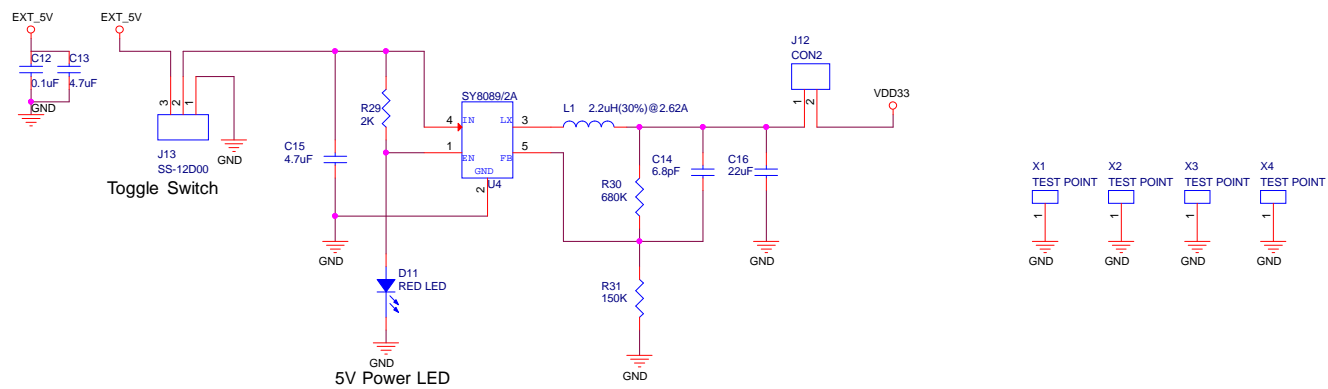 EXT_5V
C12
0.1uF
C13
4.7uF
GND
EXT_5V
3
2
1
J13
SS-12D00
Toggle Switch
GND
C15
4.7uF
GND
R29
2K
D11
RED LED
GND
5V Power LED
SY8089/2A
4
IN
LX
3
1
EN
FB
5
GND
U4
2
L1
2.2uH(30%)@2.62A
R30
680K
R31
150K
GND
C14
6.8pF
C16
22uF
GND
J12
CON2
1
2
VDD33
X1
TEST POINT
1
GND
X2
TEST POINT
1
GND
X3
TEST POINT
1
GND
X4
TEST POINT
1
GND